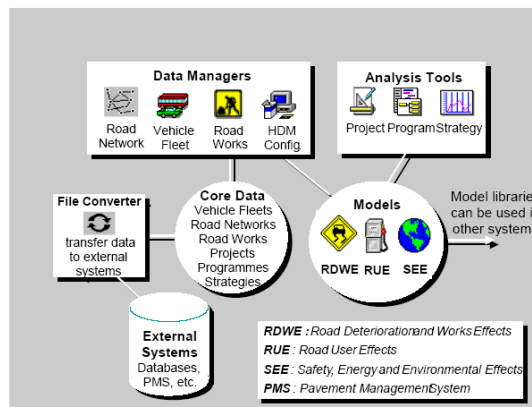 Data Managers
Road Network
Vehicle Fleet
Road Works
HDM Config.
Analysis Tools
Project Program Strategy
File Converter
transfer data
to external
systems
Core Data
Vehicle Fleets
Road Networks
Road Works
Projects
Programmes
Strategies
Models
RDWE RUE SEE
Model librarie
can be used i
other system
External
Systems
Databases,
PMS, etc.
RDWE : Road Deterioration and Works Effects
RUE : Road User Effects
SEE : Safety, Energy and Environmental Effects
PMS : Pavement Management System